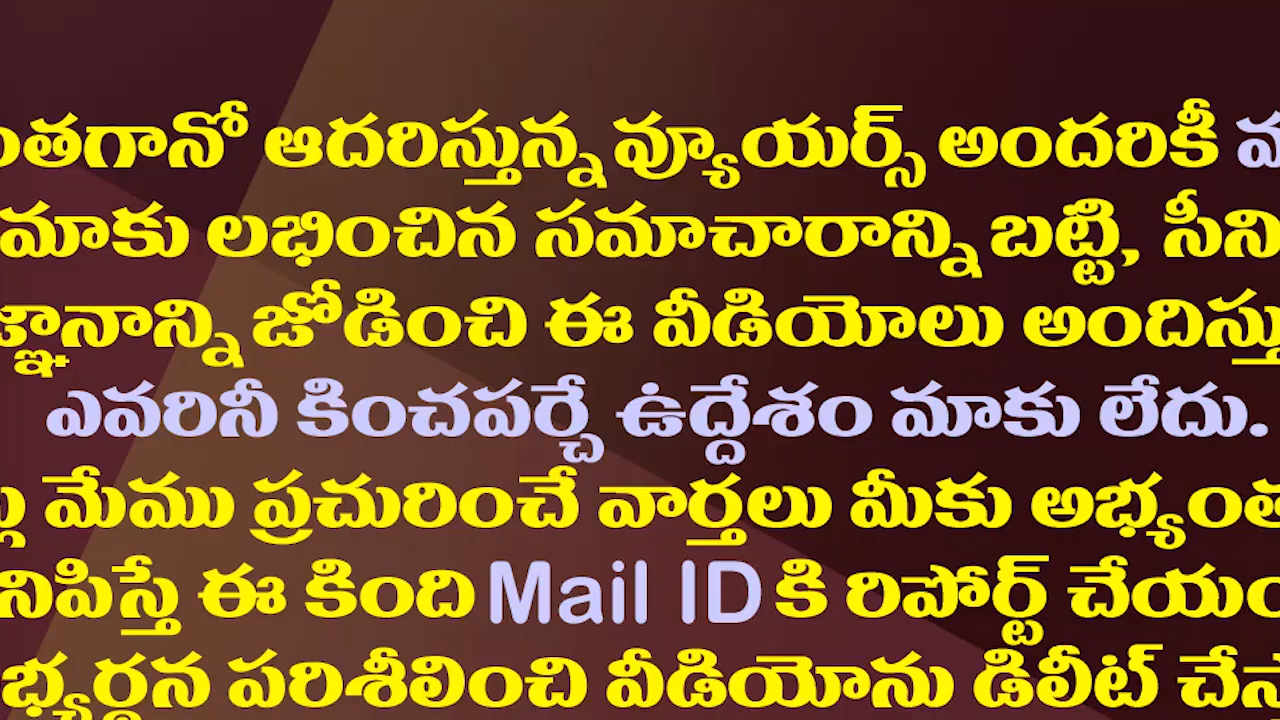 ఆదరిస్తున్న వ్యూయర్స్ అందరికీ
మాకు లభించిన సమాచారాన్ని బట్టి,
జోడించి ఈ వీడియోలు
ఎవరినీ కించపర్చే ఉద్దేశం మాకు లేదు.
మేము ప్రచురించే వార్తలు మీకు
ఈ కింది Mail ID కి రిపోర్ట్
పరిశీలించి వీడియోను డిలీట్